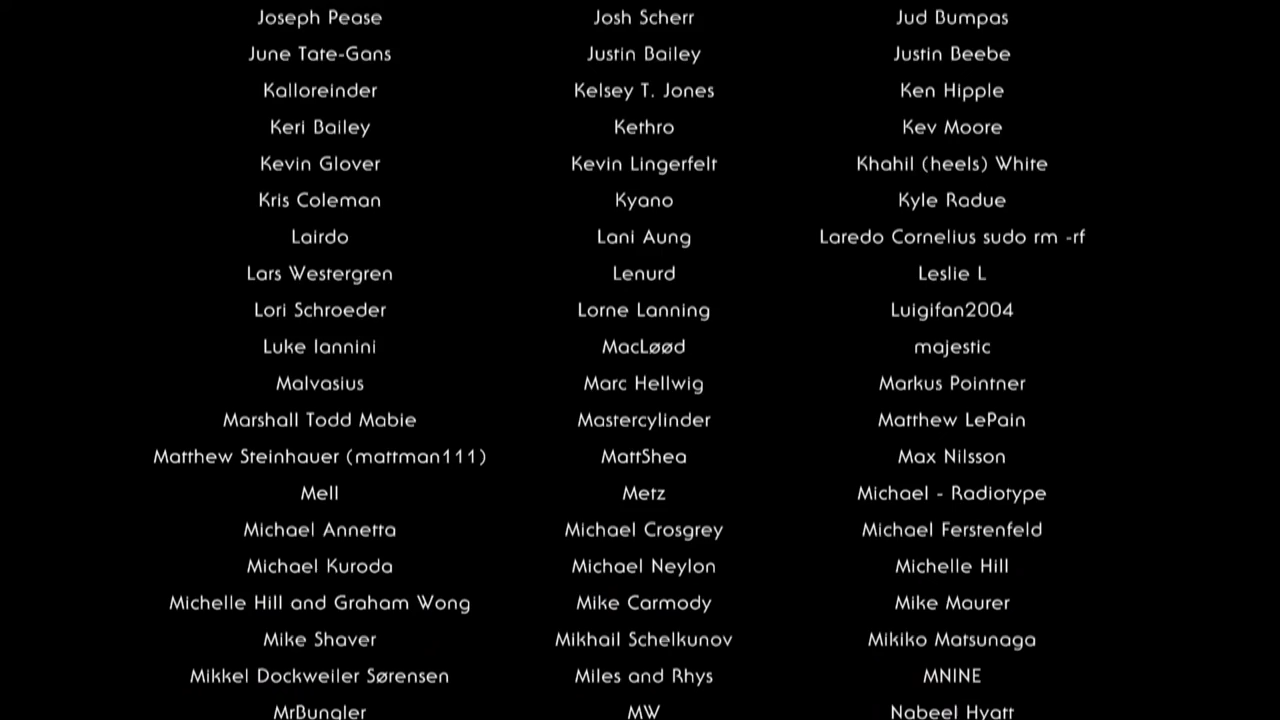 Joseph Pease Josh Scherr Jud Bumpas
June Tate-Gans Justin Bailey Justin Beebe
Kalloreinder Kelsey T. Jones Ken Hipple
Keri Bailey Kethro Kev Moore
Kevin Glover Kevin Lingerfelt Khahil (heels) White
Kris Coleman Kyano Kyle Radue
Lairdo Lani Aung Laredo Cornelius sudo rm -rf
Lars Westergren Lenurd Leslie L
Lori Schroeder Lorne Lanning Luigifan2004
Luke Iannini MacLøød majestic
Malvasius Marc Hellwig Markus Pointner
Marshall Todd Mabie Mastercylinder Matthew LePain
Matthew Steinhauer (mattman111) MattShea Max Nilsson
Mell Metz Michael - Radiotype
Michael Annetta Michael Crosgrey Michael Ferstenfeld
Michael Kuroda Michael Neylon Michelle Hill
Michelle Hill and Graham Wong Mike Carmody Mike Maurer
Mike Shaver Mikhail Schelkunov Mikiko Matsunaga
Mikkel Dockweiler Sørensen Miles and Rhys MNINE
MrBungler MW Nabeel Hyatt